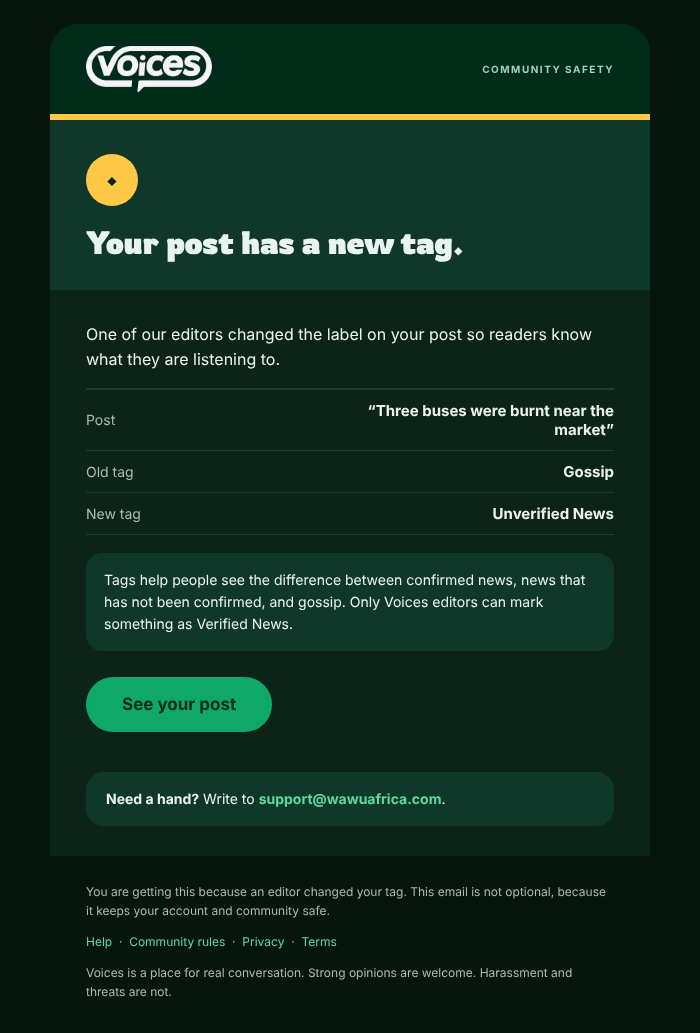 Voices
COMMUNITY SAFETY
Your post has a new tag.
One of our editors changed the label on your post so readers know
what they are listening to.
Post
“Three buses were burnt near the
market”
Old tag
Gossip
New tag
Unverified News
Tags help people see the difference between confirmed news, news that
has not been confirmed, and gossip. Only Voices editors can mark
something as Verified News.
See your post
Need a hand? Write to support@wawuafrica.com.
You are getting this because an editor changed your tag. This email is not optional, because
it keeps your account and community safe.
Help · Community rules · Privacy · Terms
Voices is a place for real conversation. Strong opinions are welcome. Harassment and
threats are not.